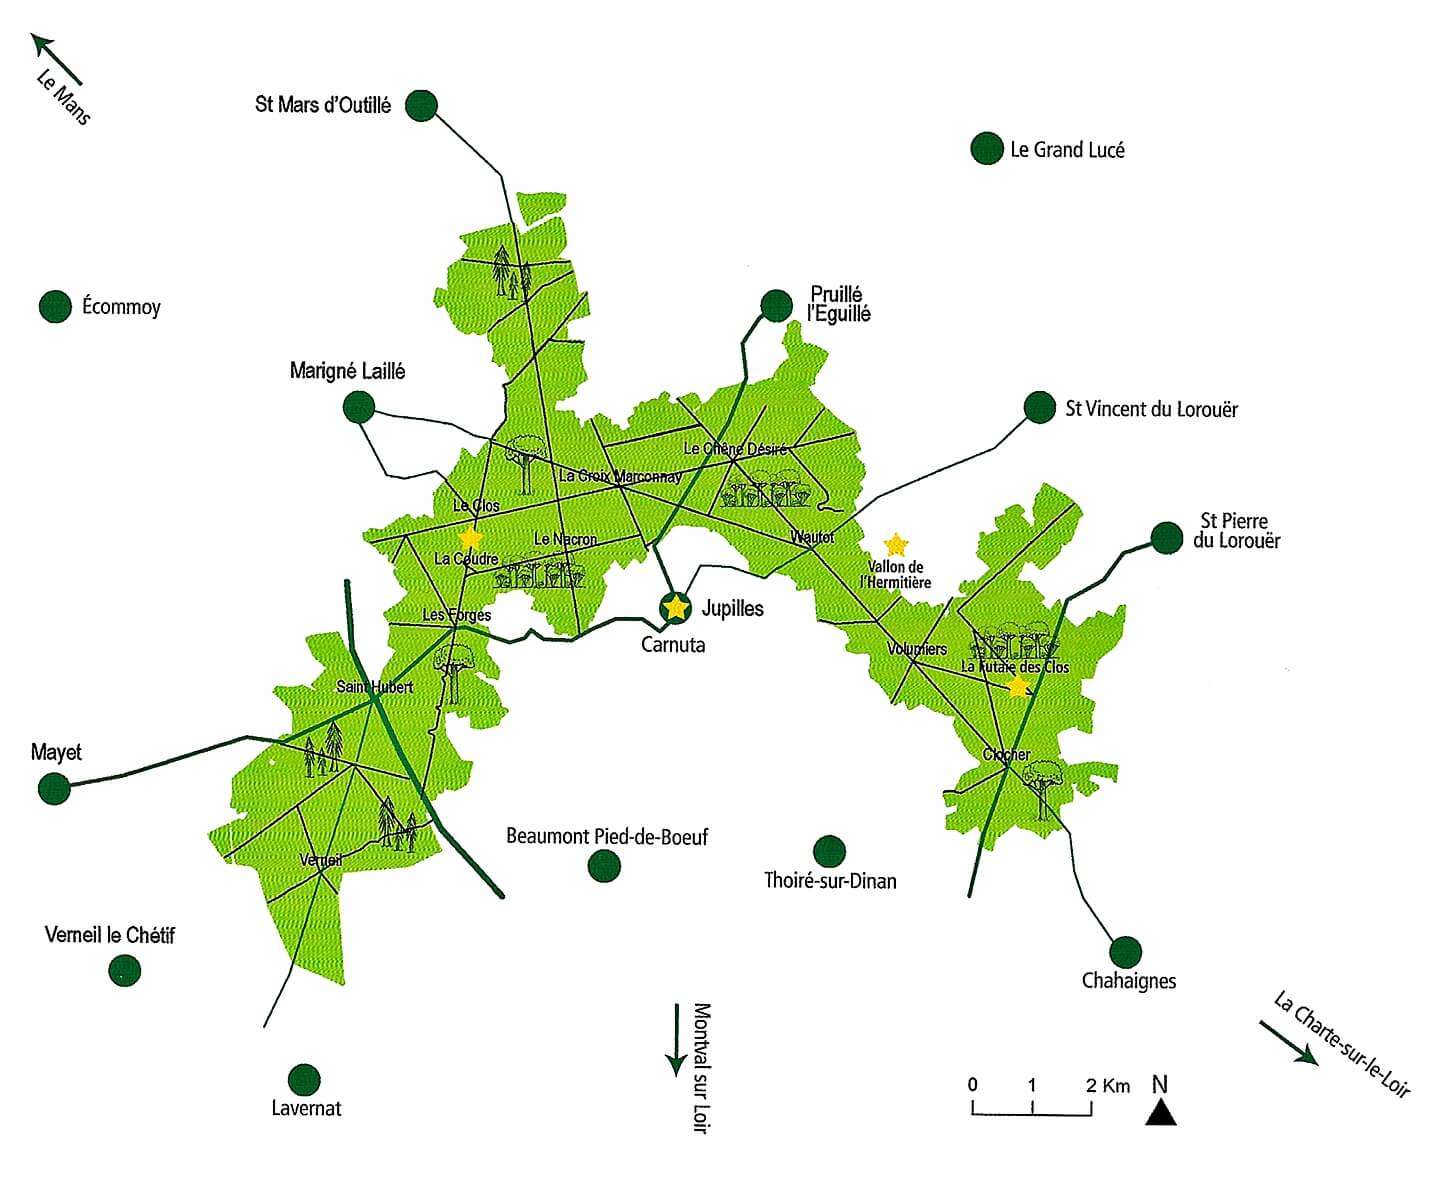 Le Mans
St Mars d'Outillé
Le Grand Lucé
Écommoy
Pruillé
l'Eguillé
Marigné Laillé
St Vincent du Lorouër
Le Chêne Désiré
La Croix Marconnay
Le Clos
St Pierre
du Lorouër
Le Nacron
Wautot
La Coudre
Vallon de
l'Hermitière
Les Forges
Jupilles
Carnuta
Volumiers
La Futaie des Clos
Saint Hubert
Mayet
Clocher
Beaumont Pied-de-Boeuf
Verneil
Thoiré-sur-Dinan
Verneil le Chétif
Chahaignes
Montval sur Loir
La Charte-sur-le-Loir
0 1 2 Km N
Lavernat